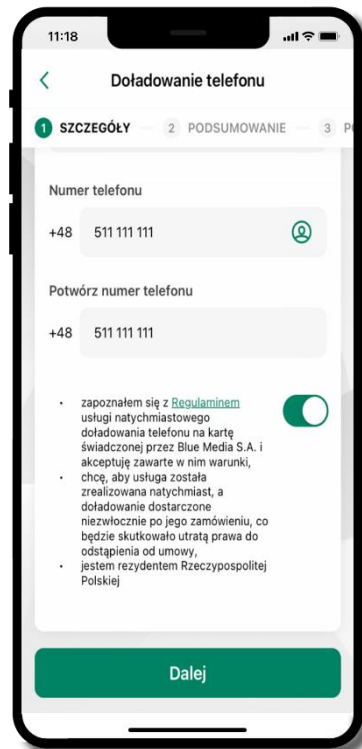 11:18
Doładowanie telefonu
1 SZCZEGÓŁY 2 PODSUMOWANIE 3
Numer telefonu
+48 511 111 111
Potwórz numer telefonu
+48 511 111 111
• zapoznałem się z Regulaminem
usługi natychmiastowego
doładowania telefonu na kartę
świadczonej przez Blue Media S.A. i
akceptuję zawarte w nim warunki,
• chcę, aby usługa została
zrealizowana natychmiast, a
doładowanie dostarczone
niezwłocznie po jego zamówieniu, co
będzie skutkowało utratą prawa do
odstąpienia od umowy,
• jestem rezydentem Rzeczypospolitej
Polskiej
Dalej